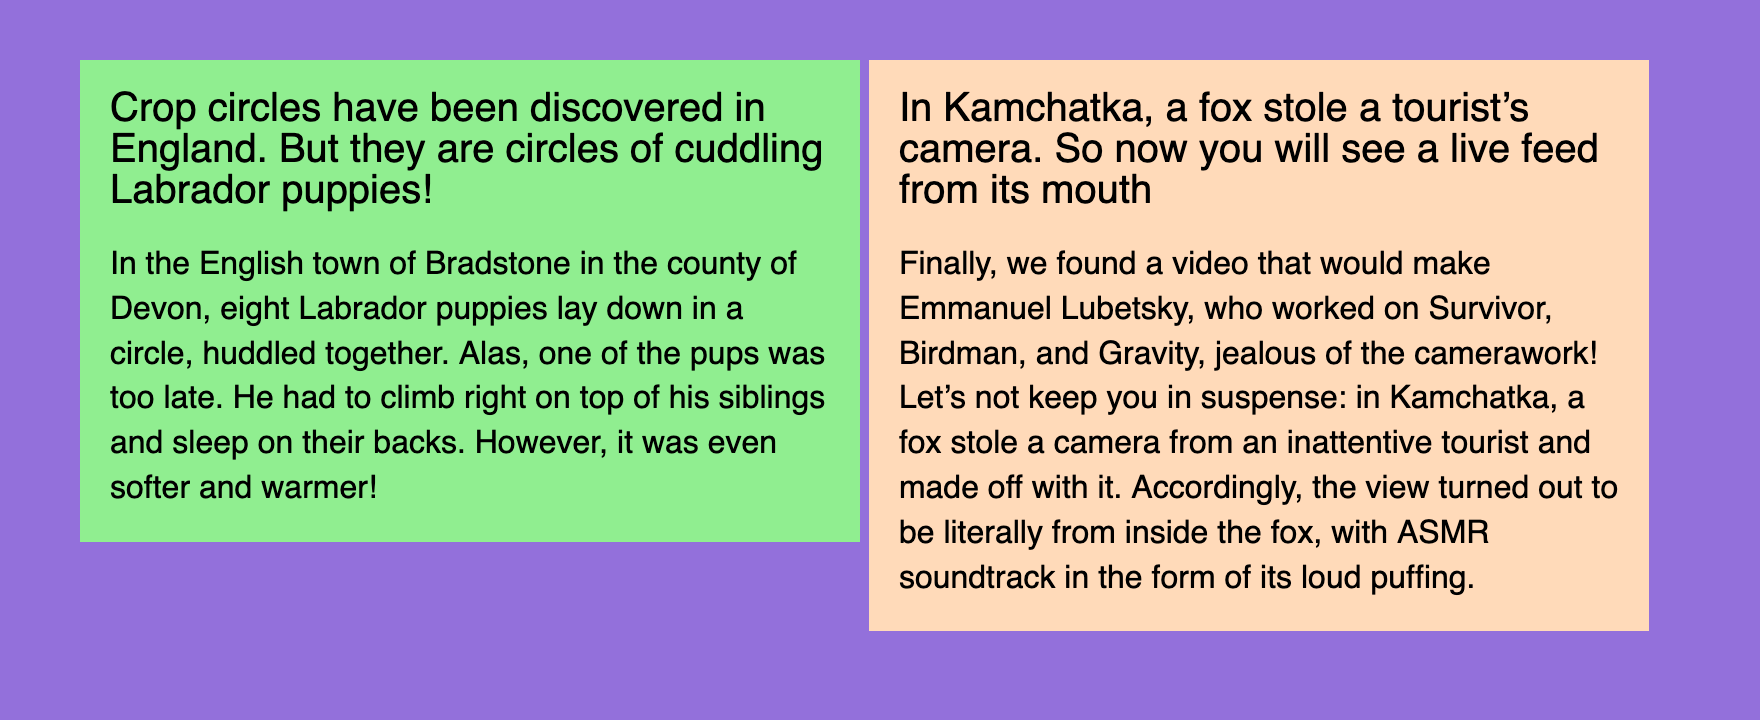 Crop circles have been discovered in
England. But they are circles of cuddling
Labrador puppies!
In the English town of Bradstone in the county of
Devon, eight Labrador puppies lay down in a
circle, huddled together. Alas, one of the pups was
too late. He had to climb right on top of his siblings
and sleep on their backs. However, it was even
softer and warmer!
In Kamchatka, a fox stole a tourist’s
camera. So now you will see a live feed
from its mouth
Finally, we found a video that would make
Emmanuel Lubetsky, who worked on Survivor,
Birdman, and Gravity, jealous of the camerawork!
Let’s not keep you in suspense: in Kamchatka, a
fox stole a camera from an inattentive tourist and
made off with it. Accordingly, the view turned out to
be literally from inside the fox, with ASMR
soundtrack in the form of its loud puffing.